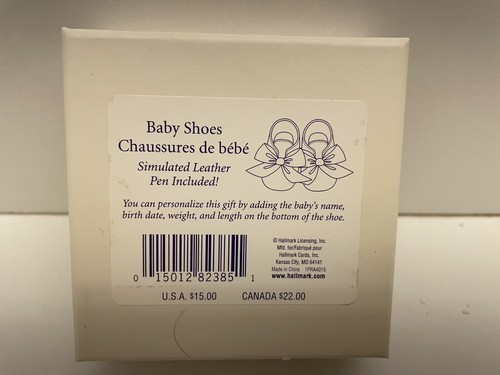 Baby Shoes
Chaussures de bébé
Simulated Leather
Pen Included!
You can personalize this gift by adding the baby's name,
birth date, weight, and length on the bottom of the shoe.
0 15012 82385 1
© Hallmark Licensing, Inc.
Mfd. for/Fabriqué pour
Hallmark Cards, Inc.
Kansas City, MO 64141
Made in China 1FRA4015
www.hallmark.com
U.S.A. $15.00 CANADA $22.00